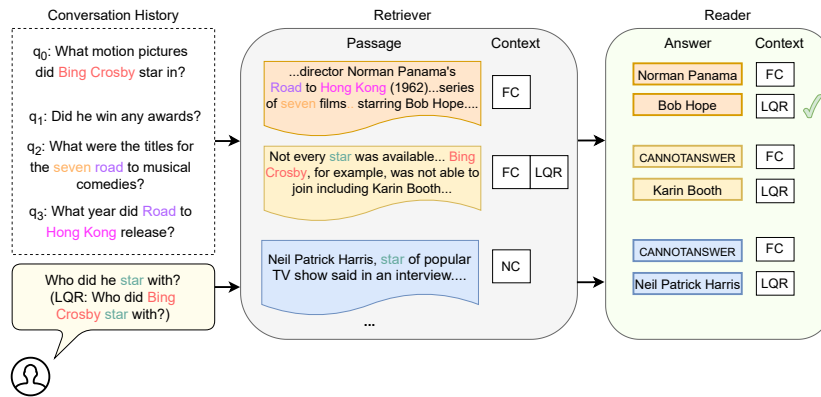 Conversation History
q0: What motion pictures
did Bing Crosby star in?
q1: Did he win any awards?
q2: What were the titles for
the seven road to musical
comedies?
q3: What year did Road to
Hong Kong release?
Who did he star with?
(LQR: Who did Bing
Crosby star with?)
Retriever
Passage
Context
...director Norman Panama's
Road to Hong Kong (1962)...series
of seven films starring Bob Hope....
FC
Not every star was available... Bing
Crosby, for example, was not able to
join including Karin Booth...
FC
LQR
Neil Patrick Harris, star of popular
TV show said in an interview....
NC
...
Reader
Answer
Context
Norman Panama
FC
Bob Hope
LQR
CANNOTANSWER
FC
Karin Booth
LQR
CANNOTANSWER
FC
Neil Patrick Harris
LQR